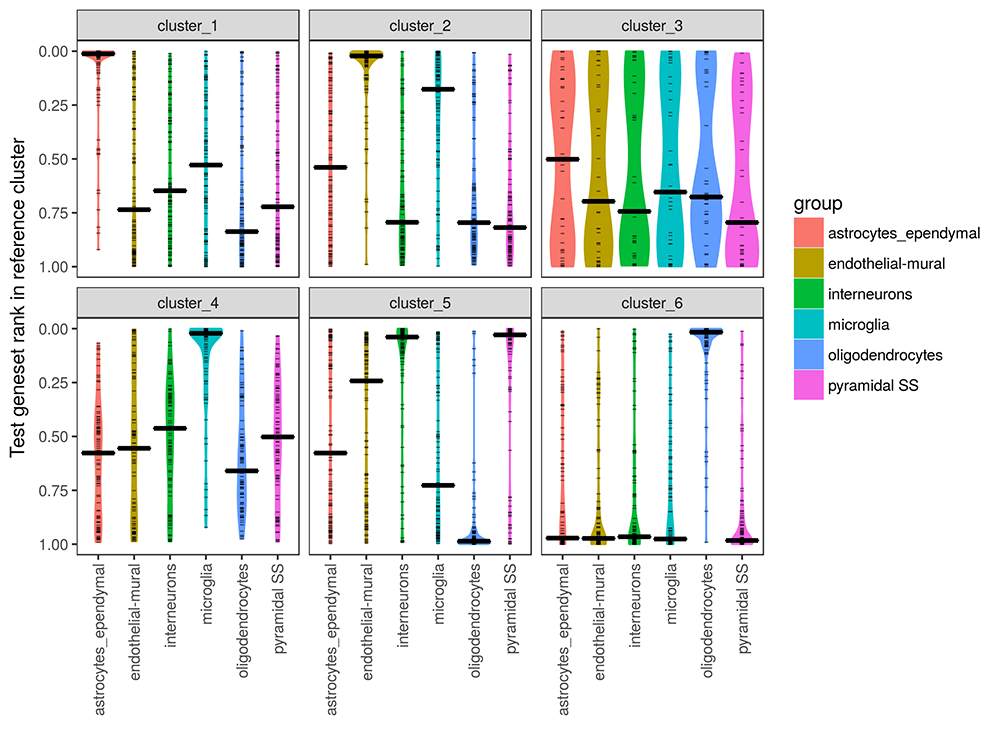 cluster_1
cluster_2
cluster_3
0.00
0.25
0.50
0.75
1.00
cluster_4
cluster_5
cluster_6
0.00
0.25
0.50
0.75
1.00
Test geneset rank in reference cluster
astrocytes_ependymal
endothelial-mural
interneurons
microglia
oligodendrocytes
pyramidal SS
astrocytes_ependymal
endothelial-mural
interneurons
microglia
oligodendrocytes
pyramidal SS
astrocytes_ependymal
endothelial-mural
interneurons
microglia
oligodendrocytes
pyramidal SS
group
astrocytes_ependymal
endothelial-mural
interneurons
microglia
oligodendrocytes
pyramidal SS